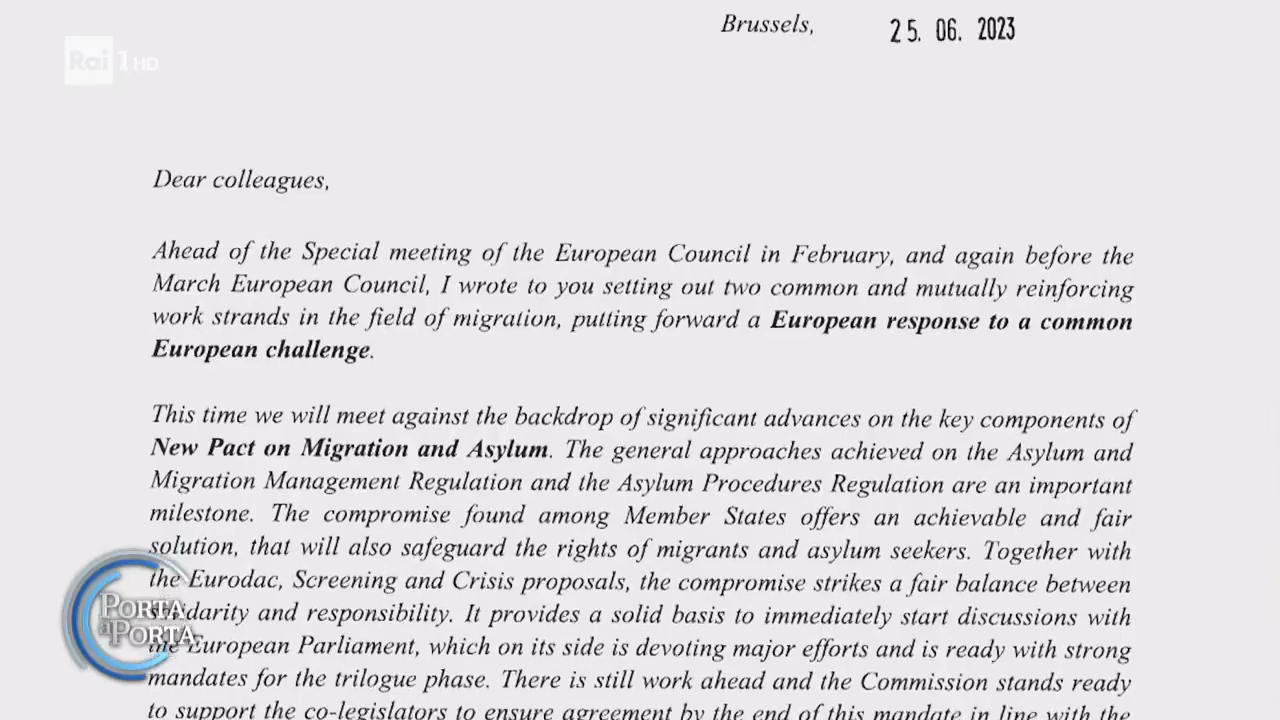 Brussels, 25. 06. 2023
Rai 1 HD
Dear colleagues,
Ahead of the Special meeting of the European Council in February, and again before the
March European Council, I wrote to you setting out two common and mutually reinforcing
work strands in the field of migration, putting forward a European response to a common
European challenge.
This time we will meet against the backdrop of significant advances on the key components of
New Pact on Migration and Asylum. The general approaches achieved on the Asylum and
Migration Management Regulation and the Asylum Procedures Regulation are an important
milestone. The compromise found among Member States offers an achievable and fair
solution, that will also safeguard the rights of migrants and asylum seekers. Together with
the Eurodac, Screening and Crisis proposals, the compromise strikes a fair balance between
and responsibility. It provides a solid basis to immediately start discussions with
the European Parliament, which on its side is devoting major efforts and is ready with strong
mandates for the trilogue phase. There is still work ahead and the Commission stands ready
to support the co-legislators to ensure agreement by the end of this mandate in line with the
PORTA
a PORTA